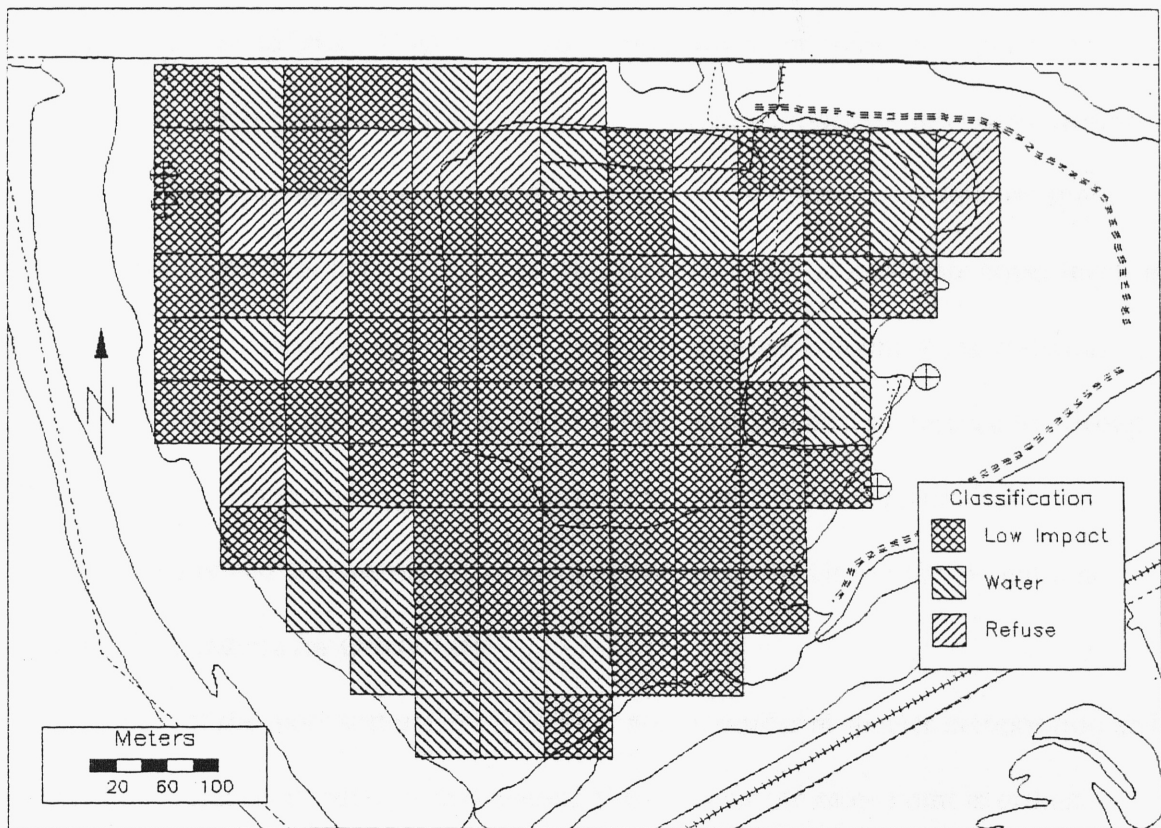 N
Classification
Low Impact
Water
Refuse
Meters
20 60 100